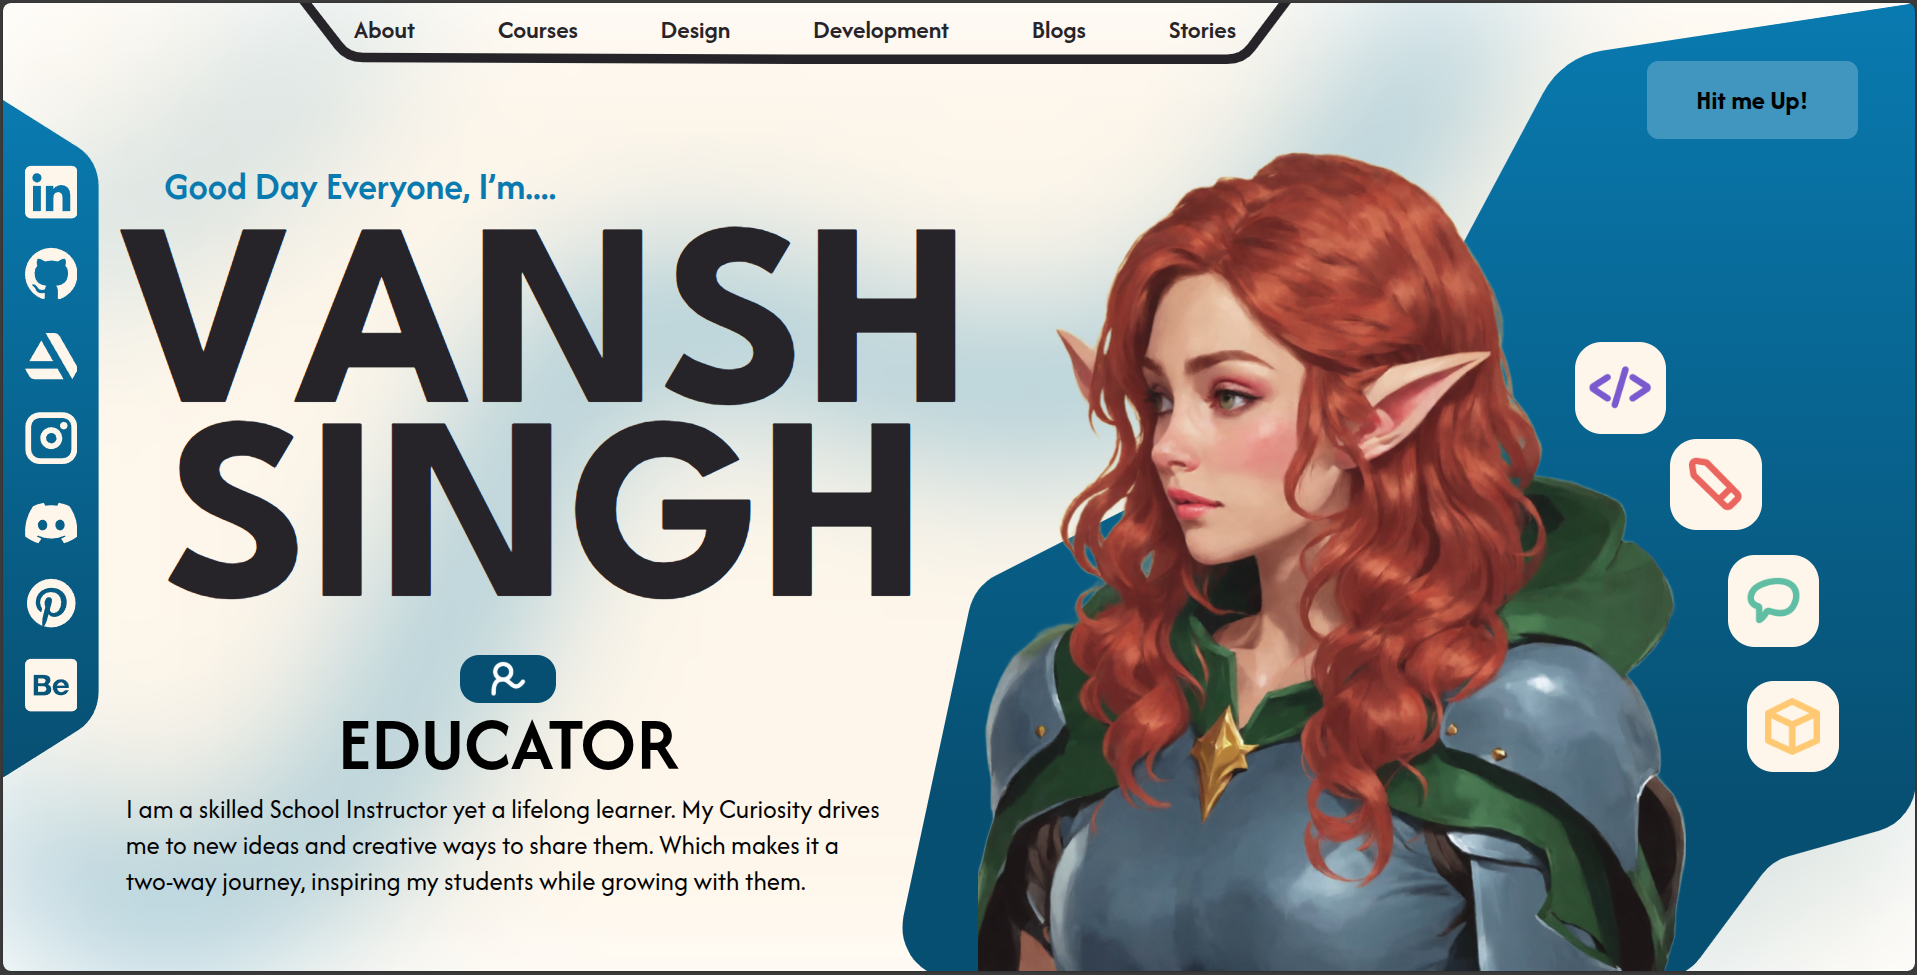 About Courses Design Development Blogs Stories
Hit me Up!
Good Day Everyone, I'm....
VANSH
SINGH
EDUCATOR
I am a skilled School Instructor yet a lifelong learner. My Curiosity drives
me to new ideas and creative ways to share them. Which makes it a
two-way journey, inspiring my students while growing with them.
in
Be